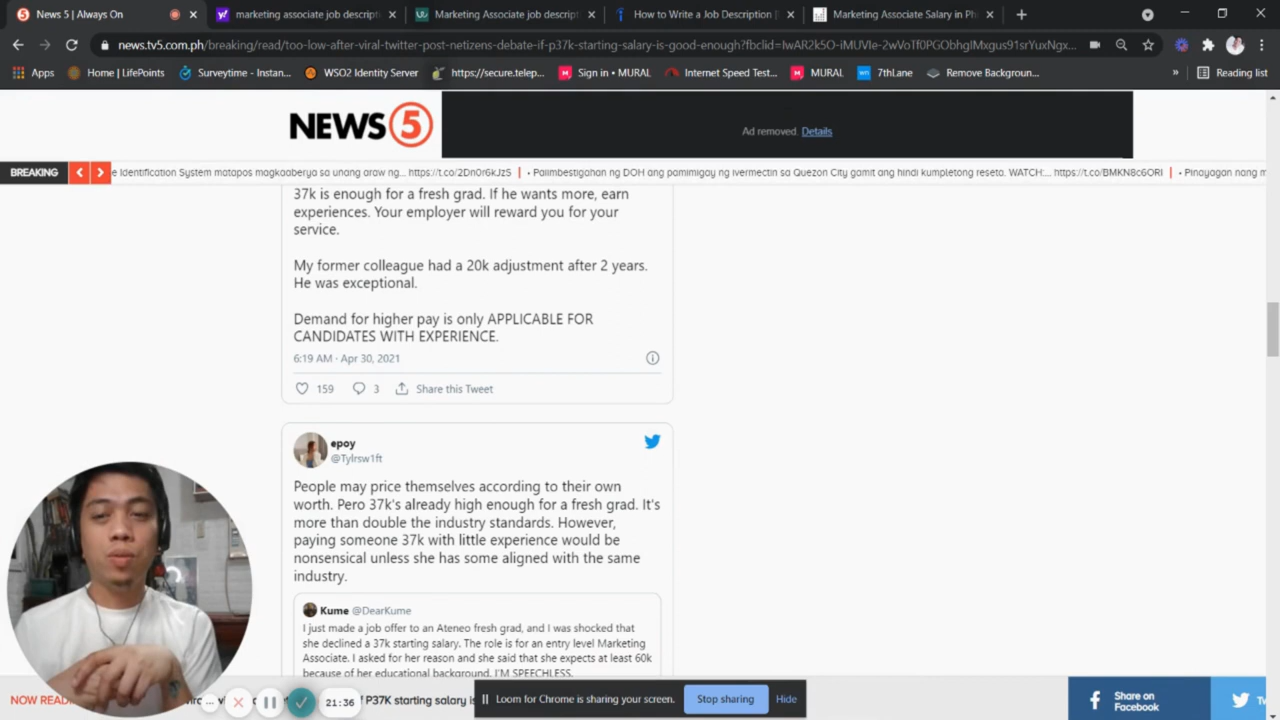 News 5 | Always On
marketing associate job descript
Marketing Associate job descript
How to Write a Job Description
Marketing Associate Salary in Ph
news.tv5.com.ph/breaking/read/too-low-after-viral-twitter-post-netizens-debate-if-p37k-starting-salary-is-good-enough?fbclid=IwAR2k5O-iMUVIe-2wVoTf0PGObhgIMxgus91srYuxNgx...
Apps
Home | LifePoints
Surveytime - Instan...
WSO2 Identity Server
https://secure.telep...
Sign in • MURAL
Internet Speed Test...
MURAL
7thLane
Remove Backgroun...
»
Reading list
NEWS 5
Ad removed. Details
BREAKING
e Identification System matapos magkaaberya sa unang araw ng... https://t.co/2Dn0r6kJzS | • Paiimbestigahan ng DOH ang pamimigay ng ivermectin sa Quezon City gamit ang hindi kumpletong reseta. WATCH:... https://t.co/BMKN8c6ORI | • Pinayagan nang m
37k is enough for a fresh grad. If he wants more, earn
experiences. Your employer will reward you for your
service.
My former colleague had a 20k adjustment after 2 years.
He was exceptional.
Demand for higher pay is only APPLICABLE FOR
CANDIDATES WITH EXPERIENCE.
6:19 AM · Apr 30, 2021
159 3 Share this Tweet
epoy
@Tylrsw1ft
People may price themselves according to their own
worth. Pero 37k's already high enough for a fresh grad. It's
more than double the industry standards. However,
paying someone 37k with little experience would be
nonsensical unless she has some aligned with the same
industry.
Kume @DearKume
I just made a job offer to an Ateneo fresh grad, and I was shocked that
she declined a 37k starting salary. The role is for an entry level Marketing
Associate. I asked for her reason and she said that she expects at least 60k
because of her educational background. I'M SPEECHLESS.
NOW READ
P37K starting salary is
21:36
Loom for Chrome is sharing your screen.
Stop sharing
Hide
Share on
Facebook
Tw